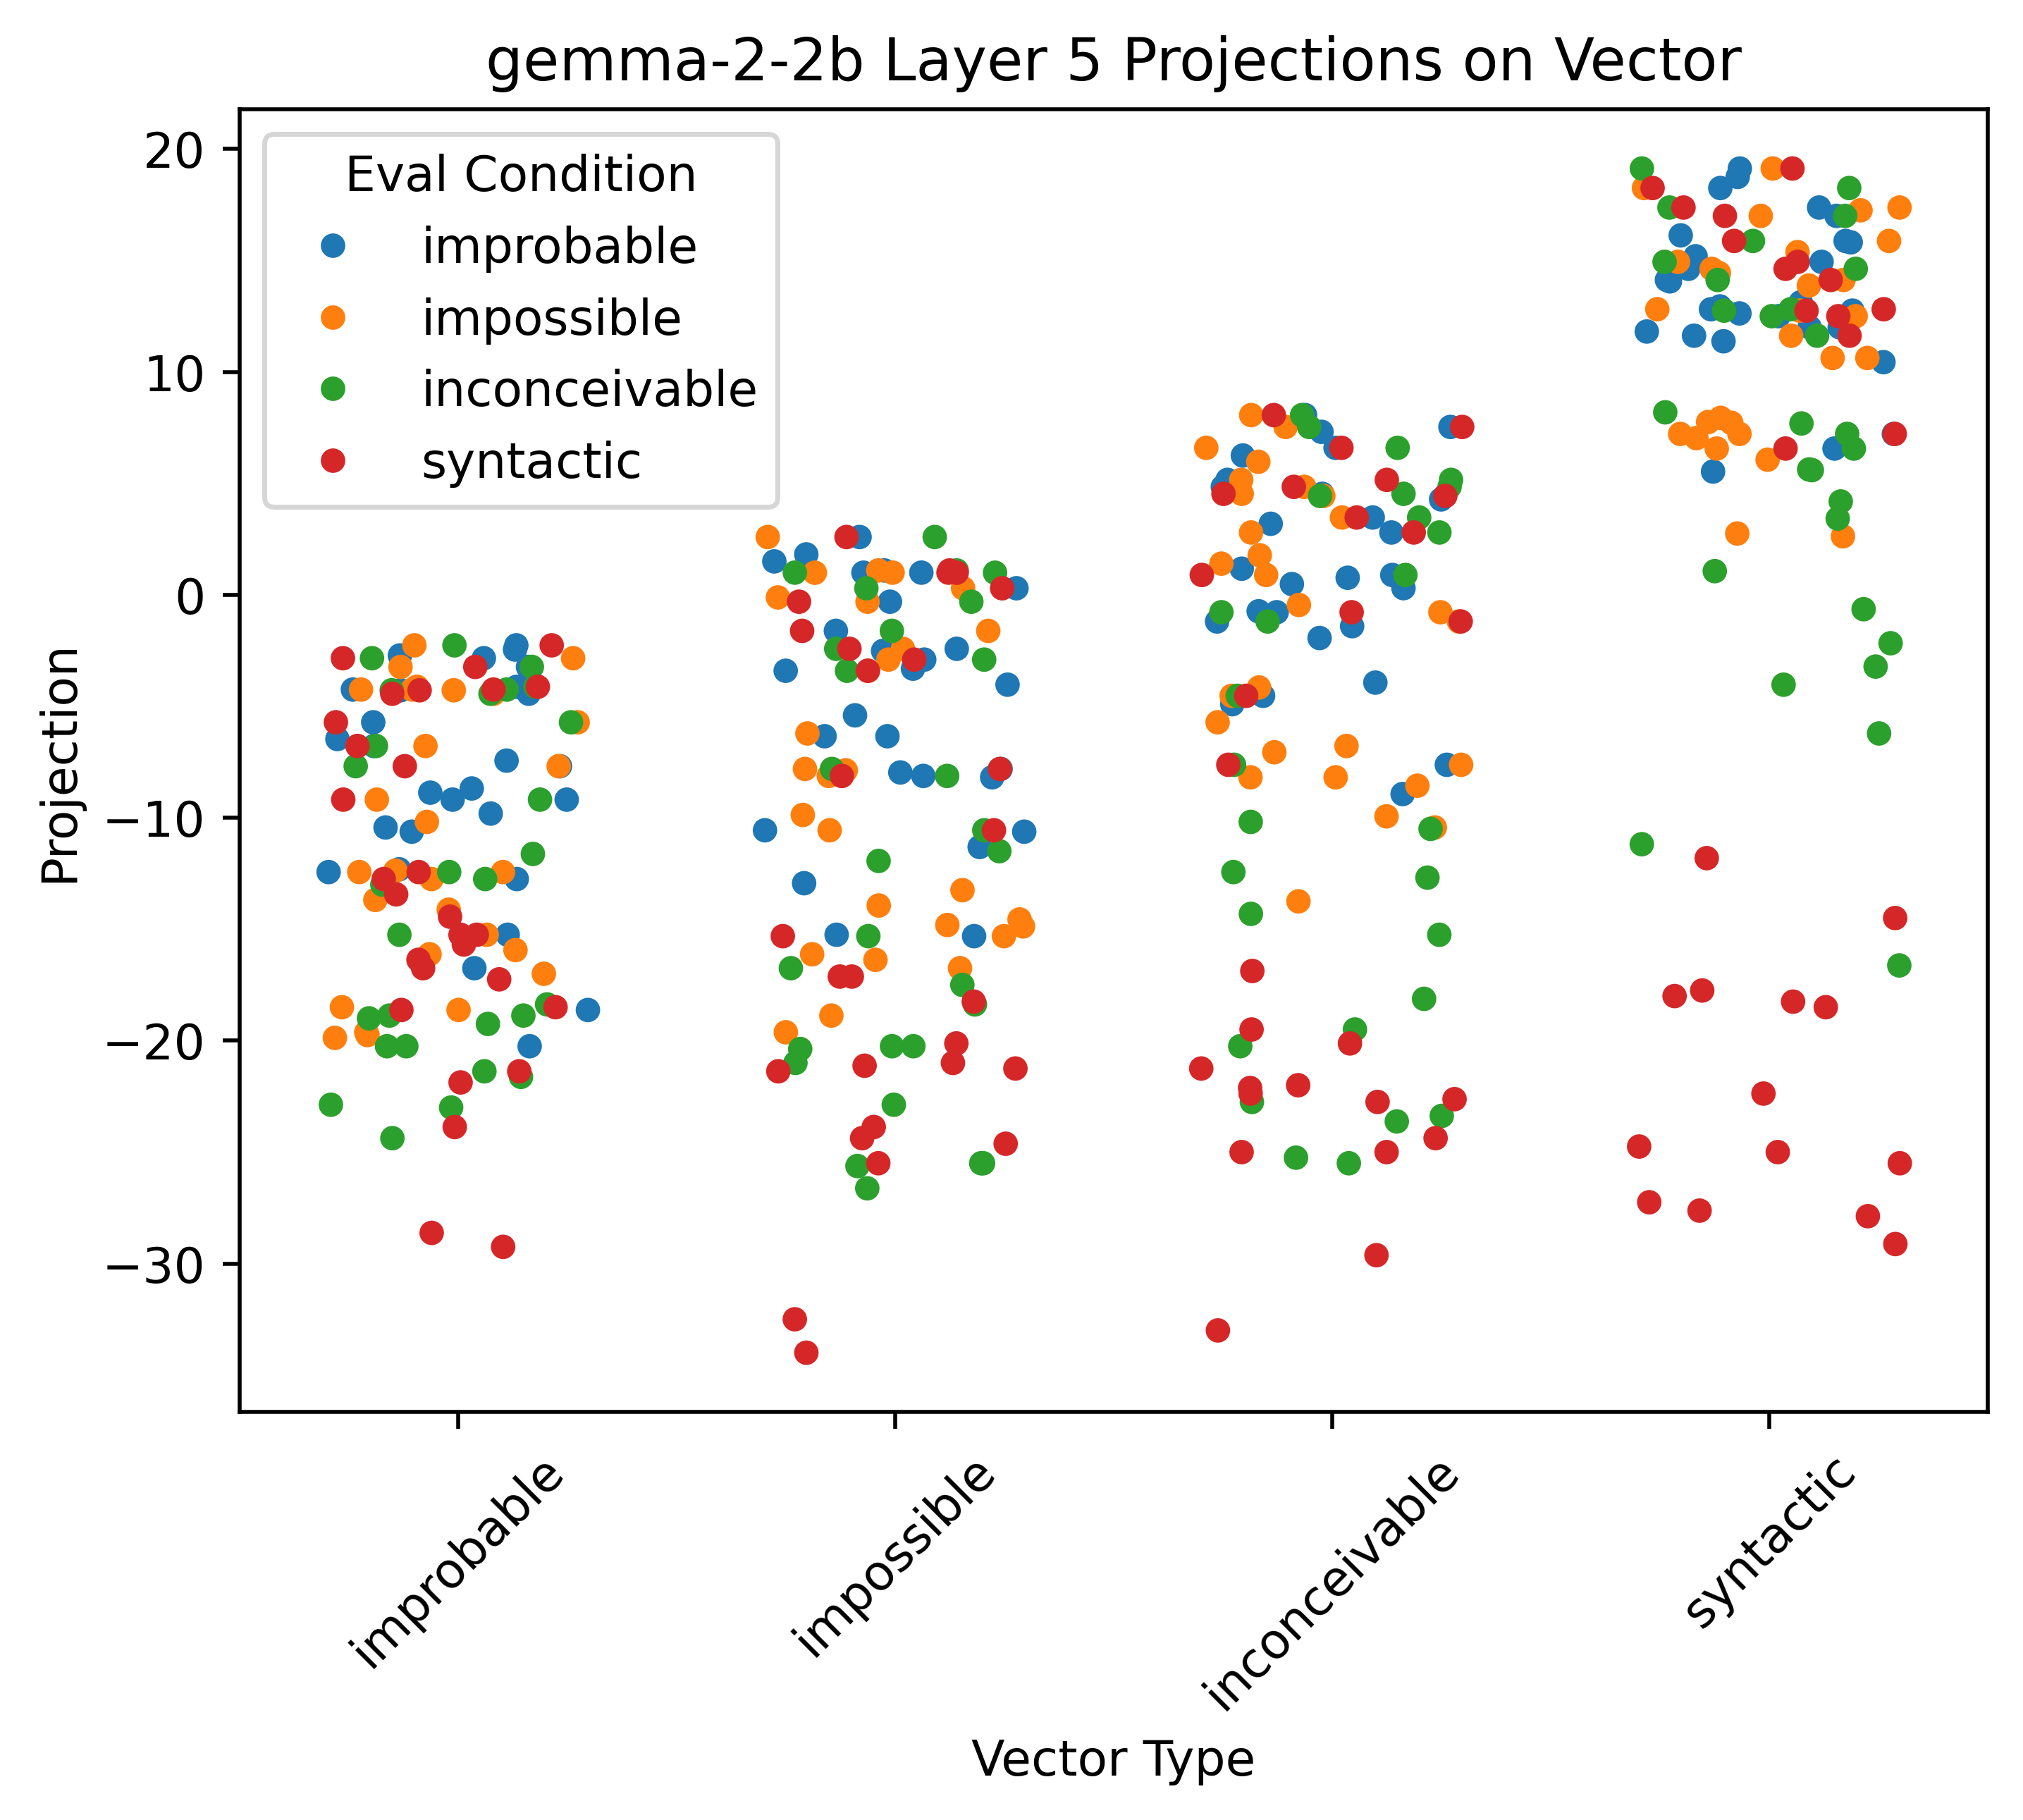 gemma-2-2b Layer 5 Projections on Vector
20
10
0
−10
−20
−30
Projection
Eval Condition
improbable
impossible
inconceivable
syntactic
improbable
impossible
inconceivable
syntactic
Vector Type